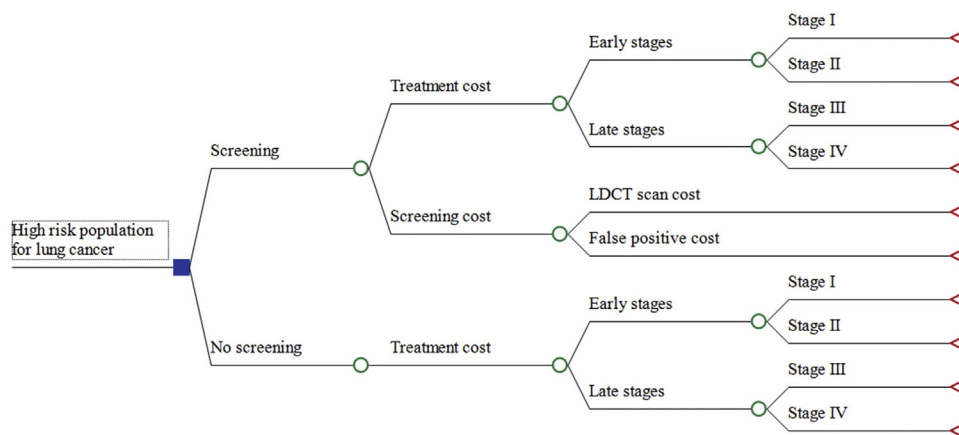 Stage I
Early stages
Stage II
Treatment cost
Stage III
Late stages
Stage IV
Screening
LDCT scan cost
Screening cost
False positive cost
High risk population
for lung cancer
Stage I
Early stages
Stage II
No screening
Treatment cost
Stage III
Late stages
Stage IV